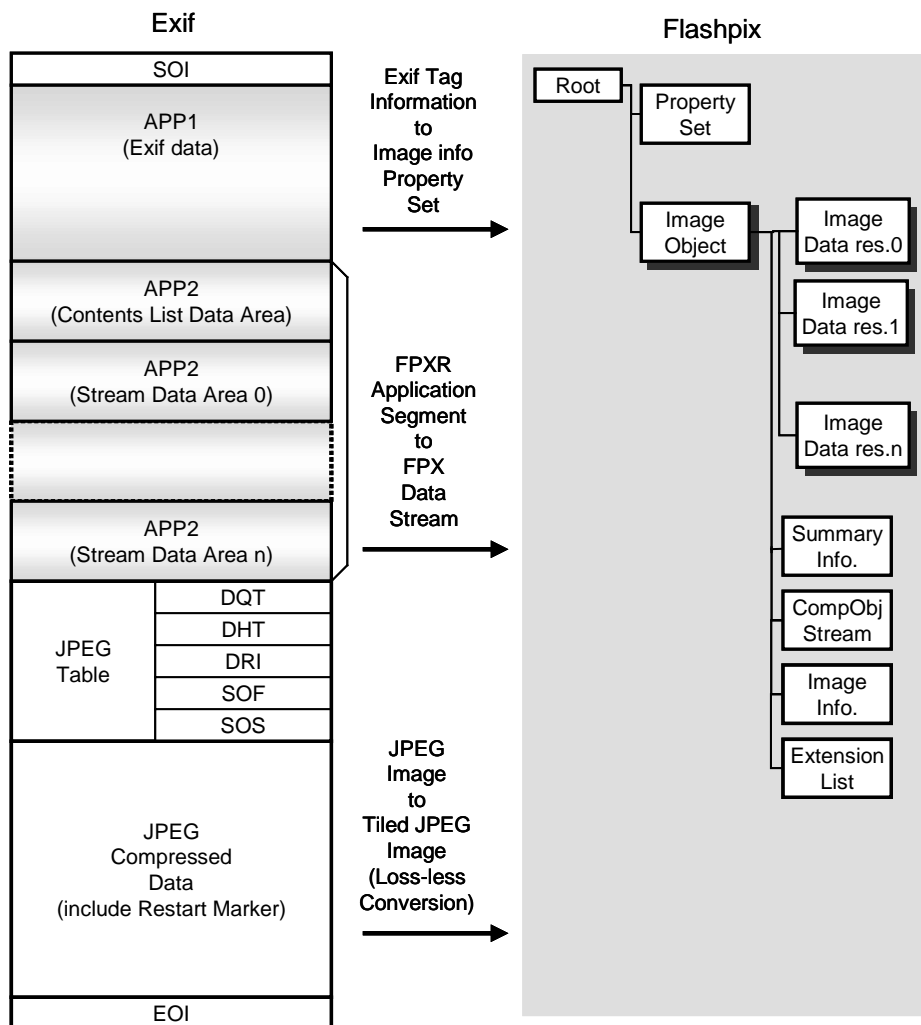 Exif
SOI
APP1
(Exif data)
APP2
(Contents List Data Area)
APP2
(Stream Data Area 0)
APP2
(Stream Data Area n)
JPEG
Table
DQT
DHT
DRI
SOF
SOS
JPEG
Compressed
Data
(include Restart Marker)
EOI
Exif Tag
Information
to
Image info
Property
Set
FPXR
Application
Segment
to
FPX
Data
Stream
JPEG
Image
to
Tiled JPEG
Image
(Loss-less
Conversion)
Flashpix
Root
Property
Set
Image
Object
Image
Data res.0
Image
Data res.1
Image
Data res.n
Summary
Info.
CompObj
Stream
Image
Info.
Extension
List